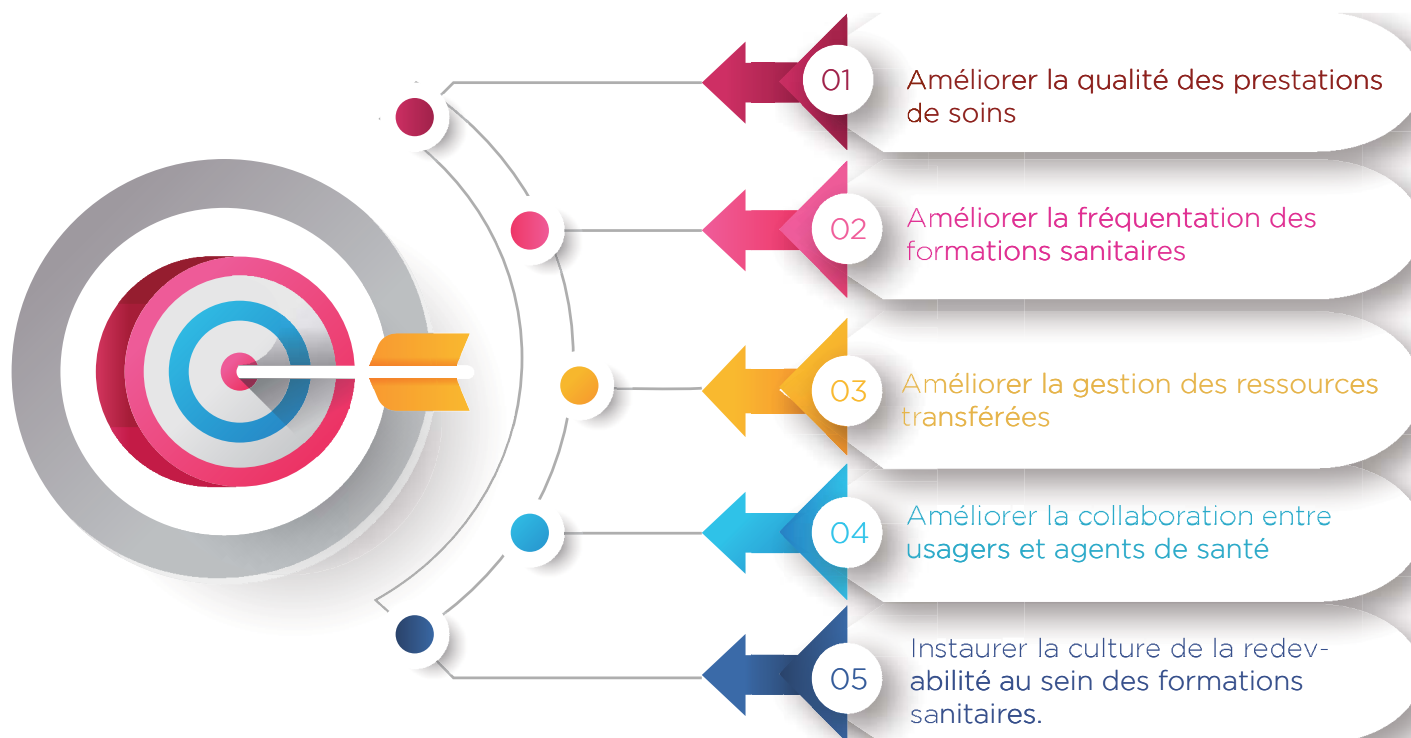 01
Améliorer la qualité des prestations
de soins
02
Améliorer la fréquentation des
formations sanitaires
03
Améliorer la gestion des ressources
transférées
04
Améliorer la collaboration entre
usagers et agents de santé
05
Instaurer la culture de la redev-
abilité au sein des formations
sanitaires.